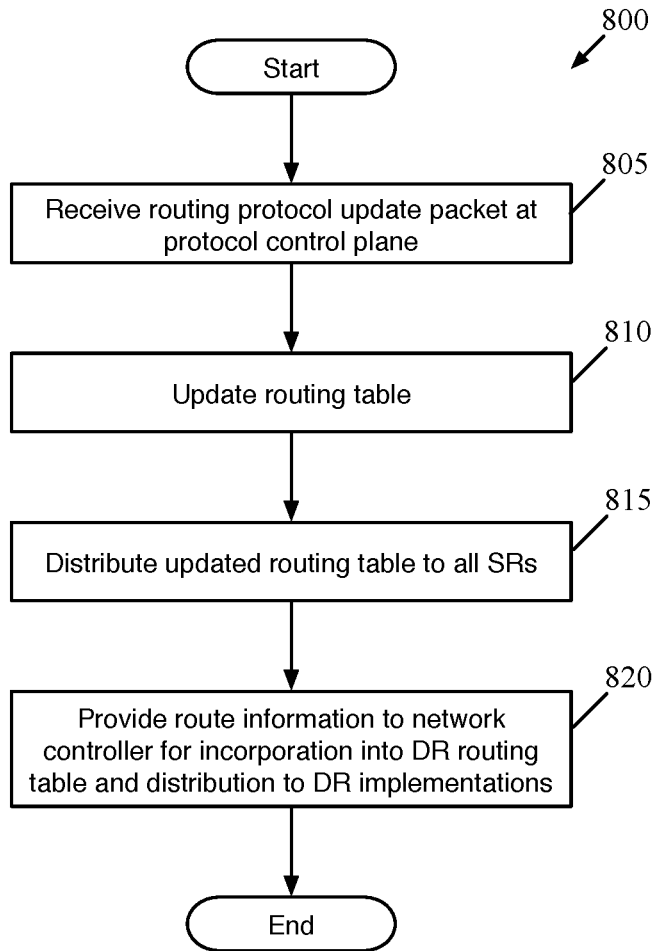 800
Start
805
Receive routing protocol update packet at
protocol control plane
810
Update routing table
815
Distribute updated routing table to all SRs
820
Provide route information to network
controller for incorporation into DR routing
table and distribution to DR implementations
End